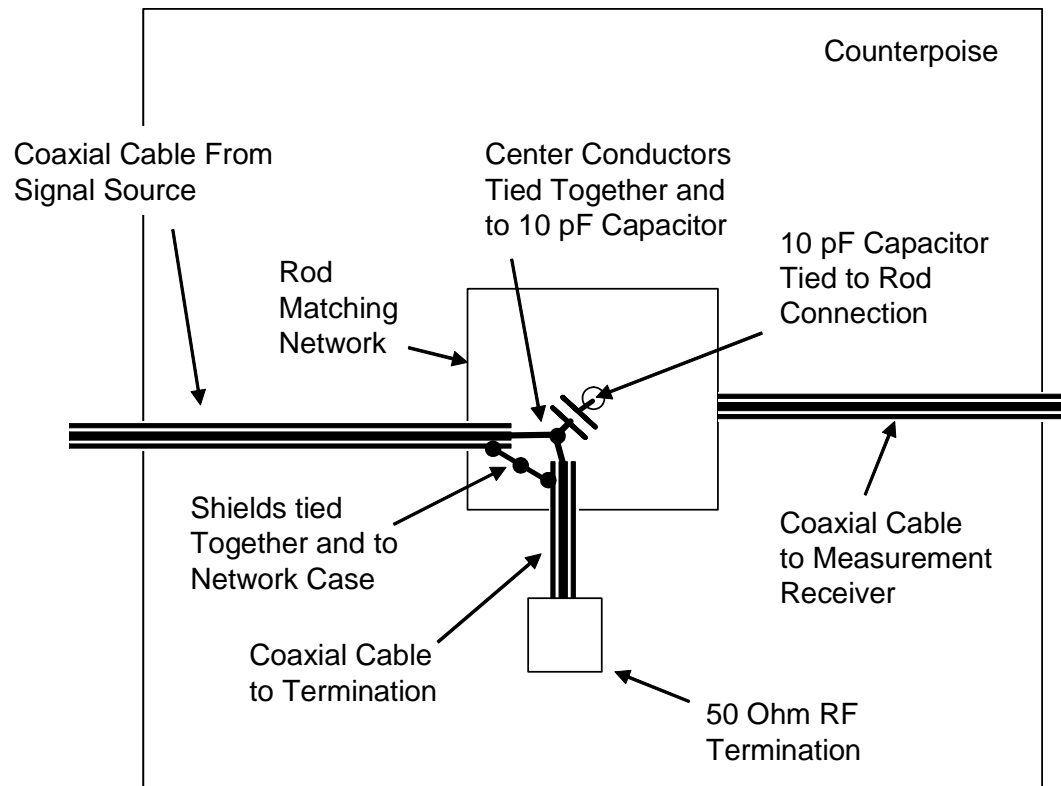 Counterpoise
Coaxial Cable From
Signal Source
Center Conductors
Tied Together and
to 10 pF Capacitor
10 pF Capacitor
Tied to Rod
Connection
Rod
Matching
Network
Shields tied
Together and to
Network Case
Coaxial Cable
to Measurement
Receiver
Coaxial Cable
to Termination
50 Ohm RF
Termination